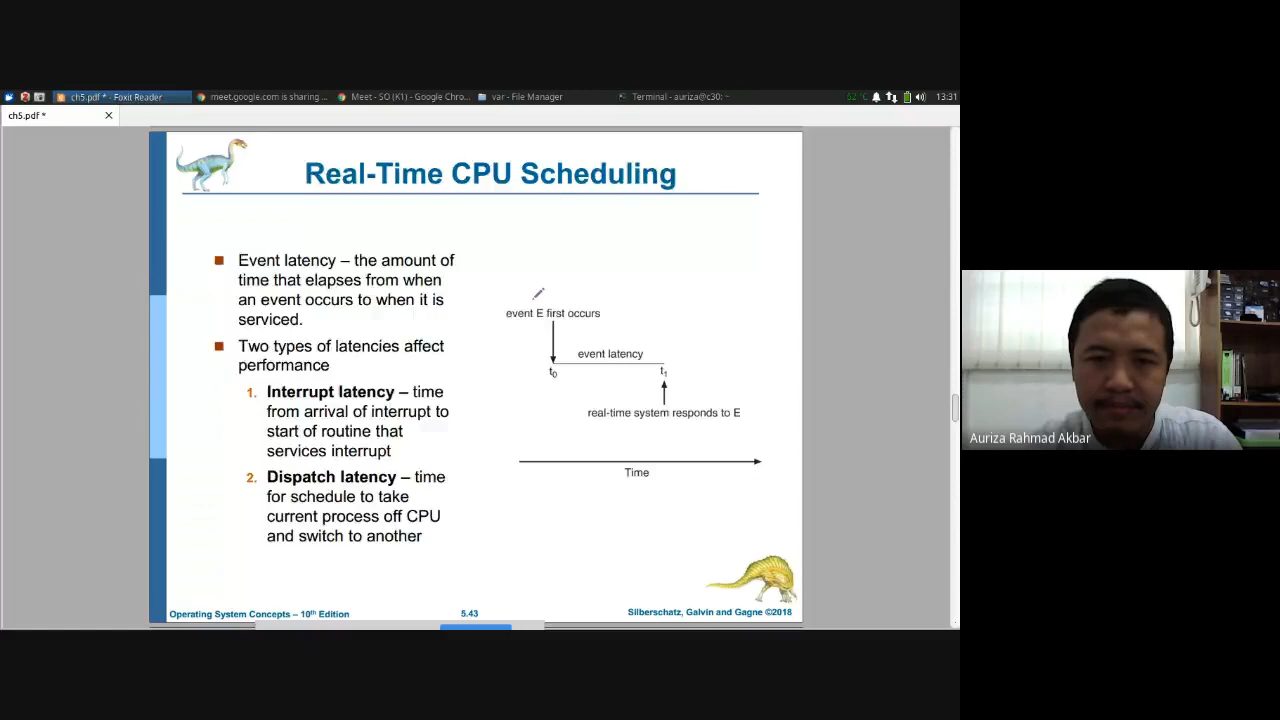 ch5.pdf * - Foxit Reader
meet.google.com is sharing ...
Meet - SO (K1) - Google Chro...
var - File Manager
Terminal - auriza@c30: ~
62 °C
13:31
ch5.pdf *
Real-Time CPU Scheduling
Event latency – the amount of
time that elapses from when
an event occurs to when it is
serviced.
Two types of latencies affect
performance
1. Interrupt latency – time
from arrival of interrupt to
start of routine that
services interrupt
2. Dispatch latency – time
for schedule to take
current process off CPU
and switch to another
event E first occurs
event latency
t0
t1
real-time system responds to E
Time
Operating System Concepts – 10th Edition
5.43
Silberschatz, Galvin and Gagne ©2018
Auriza Rahmad Akbar